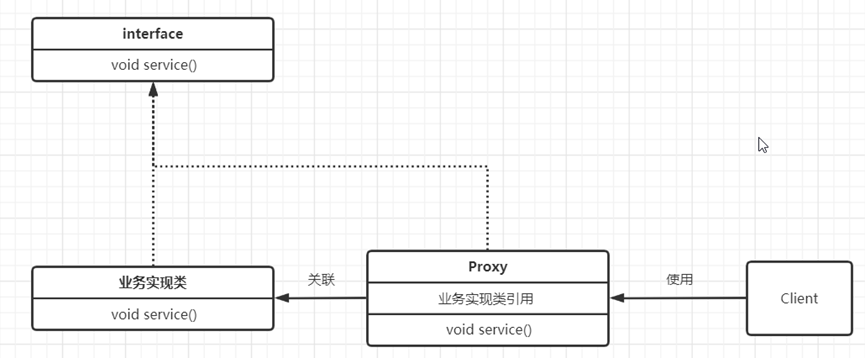 interface
void service()
业务实现类
void service()
关联
Proxy
业务实现类引用
void service()
使用
Client